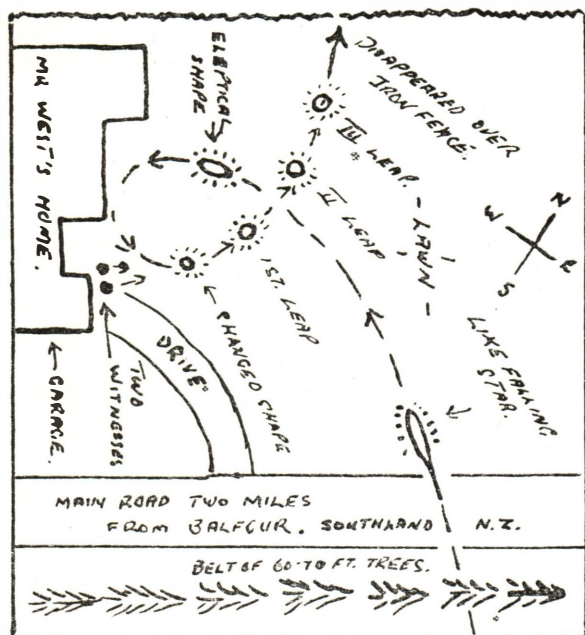 MR WEST'S HOME.
ELEPTICAL
SHAPE
DISAPPEARED OVER
IRON FENCE.
III LEAP.
- LAWN -
II LEAP
1ST. LEAP
CHANGED SHAPE
N
W
E
S
LIKE FALLING
STAR.
DRIVE
TWO
WITNESSES
GARAGE.
MAIN ROAD TWO MILES
FROM BALFOUR. SOUTHLAND N.Z.
BELT OF 60-70 FT. TREES.